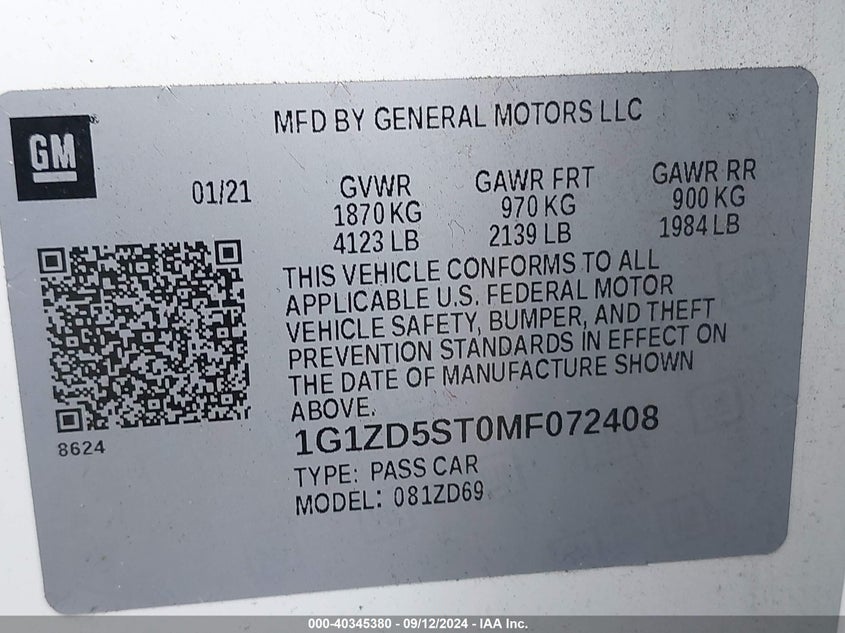 MFD BY GENERAL MOTORS LLC
GM
01/21
GVWR GAWR FRT GAWR RR
1870 KG 970 KG 900 KG
4123 LB 2139 LB 1984 LB
THIS VEHICLE CONFORMS TO ALL
APPLICABLE U.S. FEDERAL MOTOR
VEHICLE SAFETY, BUMPER, AND THEFT
PREVENTION STANDARDS IN EFFECT ON
THE DATE OF MANUFACTURE SHOWN
ABOVE.
8624
1G1ZD5ST0MF072408
TYPE: PASS CAR
MODEL: 081ZD69
000-40345380 - 09/12/2024 - IAA Inc.